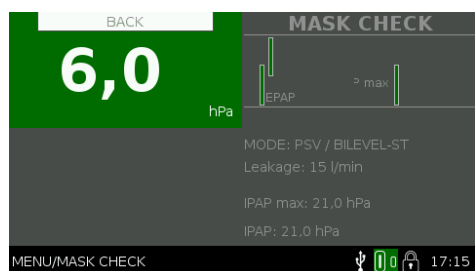 BACK
MASK CHECK
6,0
hPa
P max
EPAP
MODE: PSV / BILEVEL-ST
Leakage: 15 l/min
IPAP max: 21,0 hPa
IPAP: 21,0 hPa
MENU/MASK CHECK
17:15